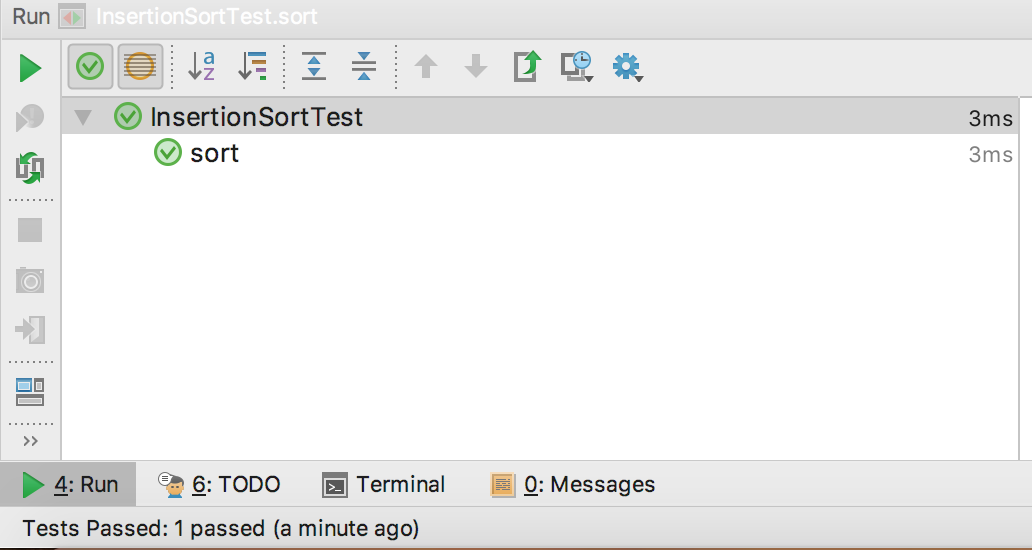 Run InsertionSortTest.sort
a z
InsertionSortTest 3ms
sort 3ms
>>
4: Run 6: TODO Terminal 0: Messages
Tests Passed: 1 passed (a minute ago)